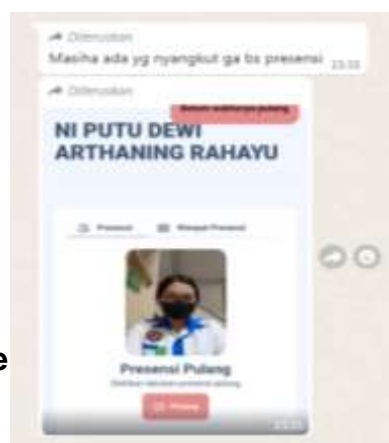 Diteruskan
Masiha ada yg nyangkut ga bs presensi
Diteruskan
NI PUTU DEWI
ARTHANING RAHAYU
Presensi
Riwayat Presensi
Presensi Pulang
Pulang
e